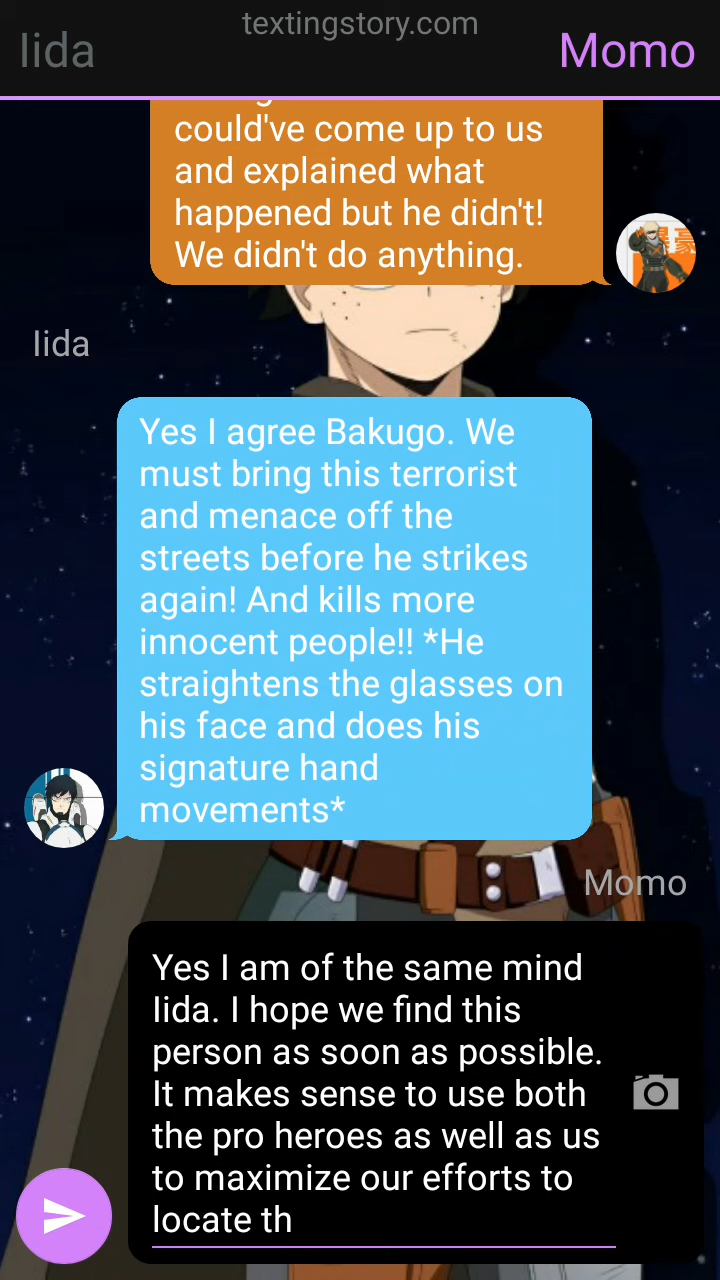 textingstory.com
Iida
Momo
could've come up to us
and explained what
happened but he didn't!
We didn't do anything.
Iida
Yes I agree Bakugo. We
must bring this terrorist
and menace off the
streets before he strikes
again! And kills more
innocent people!! *He
straightens the glasses on
his face and does his
signature hand
movements*
Momo
Yes I am of the same mind
Iida. I hope we find this
person as soon as possible.
It makes sense to use both
the pro heroes as well as us
to maximize our efforts to
locate th